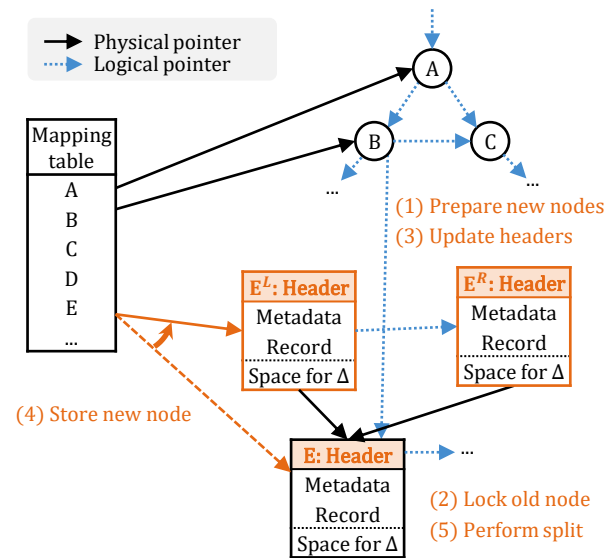 Physical pointer
Logical pointer
A
Mapping
table
A
B
C
D
E
...
B
C
...
...
(1) Prepare new nodes
(3) Update headers
E^L: Header
Metadata
Record
Space for Δ
E^R: Header
Metadata
Record
Space for Δ
(4) Store new node
E: Header
Metadata
Record
Space for Δ
...
(2) Lock old node
(5) Perform split